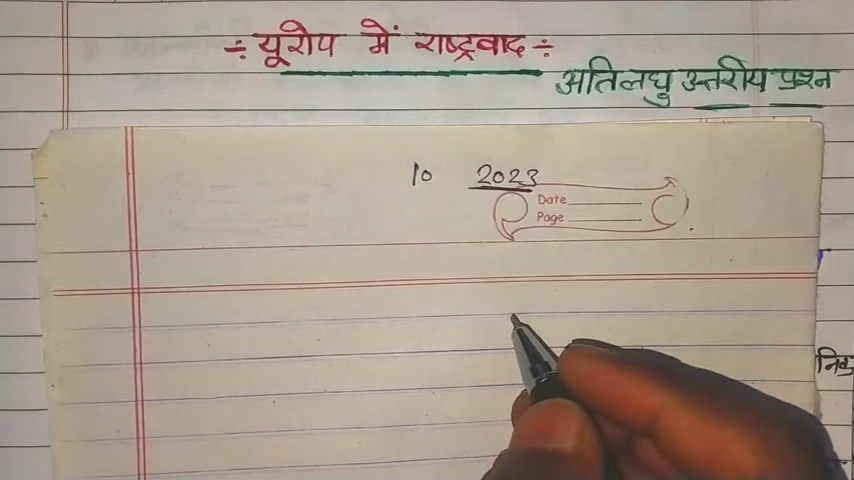 ÷ यूरोप में राष्ट्रवाद ÷
अतिलघु उत्तरीय प्रश्न
10 2023
Date
Page